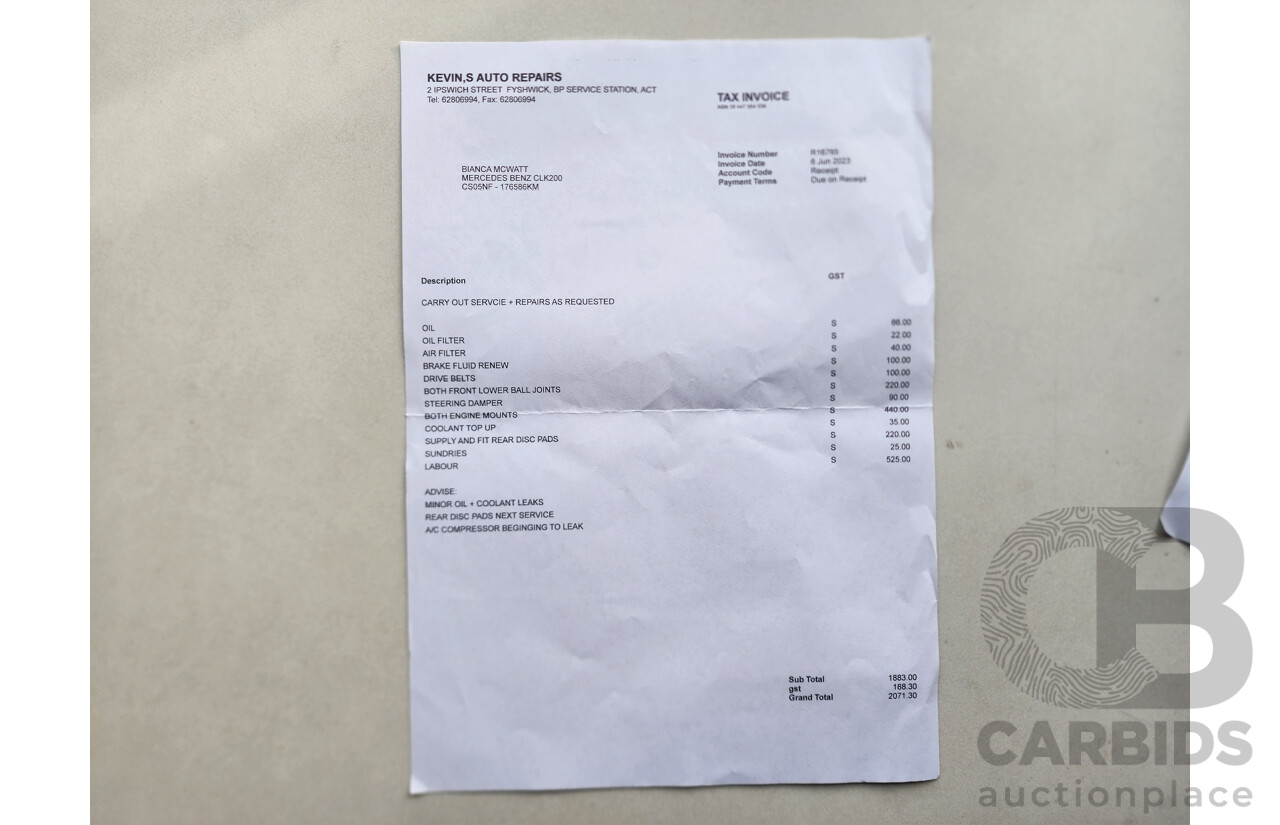 KEVIN,S AUTO REPAIRS
2 IPSWICH STREET FYSHWICK, BP SERVICE STATION, ACT
Tel: 62806994, Fax: 62806994
TAX INVOICE
BIANCA MCWATT
MERCEDES BENZ CLK200
CS05NF - 176586KM
Invoice Number
Invoice Date 6 Jun 2023
Account Code Receipt
Payment Terms Due on Receipt
Description GST
CARRY OUT SERVCIE + REPAIRS AS REQUESTED
OIL S 66.00
OIL FILTER S 22.00
AIR FILTER S 40.00
BRAKE FLUID RENEW S 100.00
DRIVE BELTS S 100.00
BOTH FRONT LOWER BALL JOINTS S 220.00
STEERING DAMPER S 90.00
BOTH ENGINE MOUNTS S 440.00
COOLANT TOP UP S 35.00
SUPPLY AND FIT REAR DISC PADS S 220.00
SUNDRIES S 25.00
LABOUR S 525.00
ADVISE:
MINOR OIL + COOLANT LEAKS
REAR DISC PADS NEXT SERVICE
A/C COMPRESSOR BEGINGING TO LEAK
Sub Total 1883.00
gst 188.30
Grand Total 2071.30
CB
CARBIDS
auctionplace